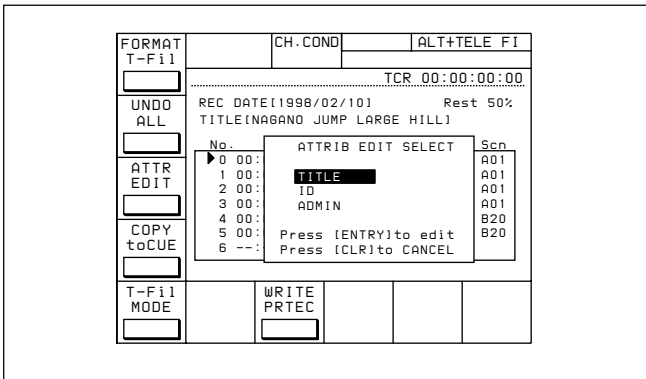 FORMAT
T-Fil
CH.COND
ALT+TELE FI
TCR 00:00:00:00
UNDO
ALL
REC DATE[1998/02/10] Rest 50%
TITLE[NAGANO JUMP LARGE HILL]
No. ATTRIB EDIT SELECT Scn
0 00: A01
ATTR
EDIT
1 00: TITLE A01
2 00: ID A01
3 00: ADMIN A01
4 00: B20
COPY
toCUE
5 00: Press [ENTRY]to edit B20
6 --: Press [CLR]to CANCEL
T-Fil
MODE
WRITE
PRTEC